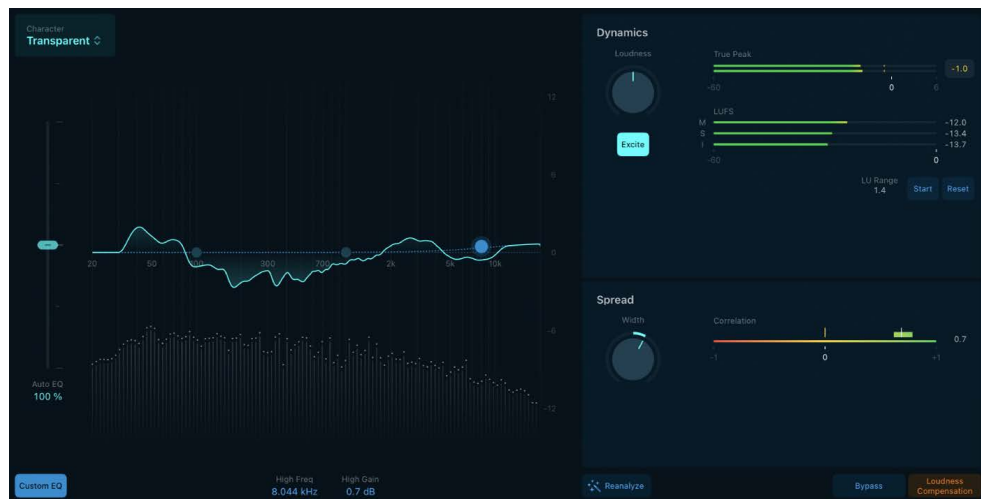 Character
Transparent
Dynamics
Loudness
True Peak
-1.0
-60
0
6
12
LUFS
M
-12.0
S
-13.4
I
-13.7
Excite
-60
0
6
LU Range
1.4
Start
Reset
0
20
50
100
300
700
2k
5k
10k
Spread
Width
Correlation
0.7
-1
0
+1
-6
Auto EQ
100 %
-12
Custom EQ
High Freq
8.044 kHz
High Gain
0.7 dB
Reanalyze
Bypass
Loudness
Compensation